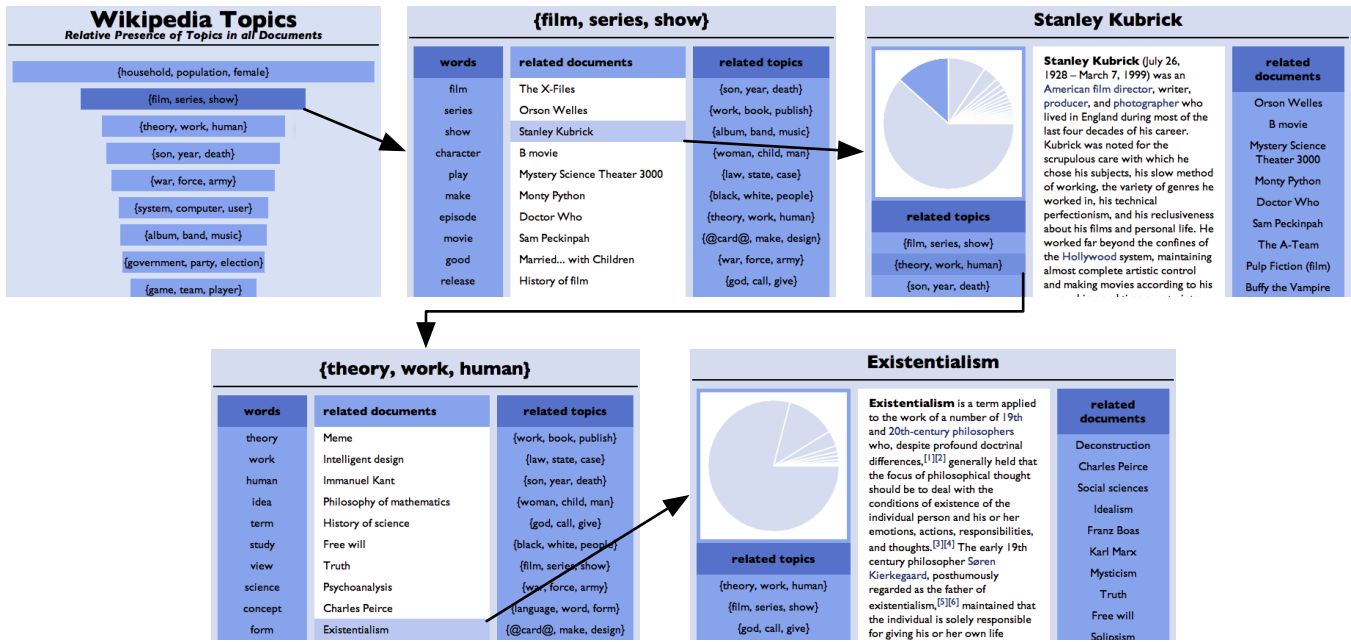 Wikipedia Topics
Relative Presence of Topics in all Documents
{household, population, female}
{film, series, show}
{theory, work, human}
{son, year, death}
{war, force, army}
{system, computer, user}
{album, band, music}
{government, party, election}
{game, team, player}
{film, series, show}
words
film
series
show
character
play
make
episode
movie
good
release
related documents
The X-Files
Orson Welles
Stanley Kubrick
B movie
Mystery Science Theater 3000
Monty Python
Doctor Who
Sam Peckinpah
Married... with Children
History of film
related topics
{son, year, death}
{work, book, publish}
{album, band, music}
{woman, child, man}
{law, state, case}
{black, white, people}
{theory, work, human}
{@card@, make, design}
{war, force, army}
{god, call, give}
Stanley Kubrick
related topics
{film, series, show}
{theory, work, human}
{son, year, death}
Stanley Kubrick (July 26,
1928 – March 7, 1999) was an
American film director, writer,
producer, and photographer who
lived in England during most of the
last four decades of his career.
Kubrick was noted for the
scrupulous care with which he
chose his subjects, his slow method
of working, the variety of genres he
worked in, his technical
perfectionism, and his reclusiveness
about his films and personal life. He
worked far beyond the confines of
the Hollywood system, maintaining
almost complete artistic control
and making movies according to his
related
documents
Orson Welles
B movie
Mystery Science
Theater 3000
Monty Python
Doctor Who
Sam Peckinpah
The A-Team
Pulp Fiction (film)
Buffy the Vampire
{theory, work, human}
words
theory
work
human
idea
term
study
view
science
concept
form
related documents
Meme
Intelligent design
Immanuel Kant
Philosophy of mathematics
History of science
Free will
Truth
Psychoanalysis
Charles Peirce
Existentialism
related topics
{work, book, publish}
{law, state, case}
{son, year, death}
{woman, child, man}
{god, call, give}
{black, white, people}
{film, series, show}
{war, force, army}
{language, word, form}
{@card@, make, design}
Existentialism
related topics
{theory, work, human}
{film, series, show}
{god, call, give}
Existentialism is a term applied
to the work of a number of 19th
and 20th-century philosophers
who, despite profound doctrinal
differences,[1][2] generally held that
the focus of philosophical thought
should be to deal with the
conditions of existence of the
individual person and his or her
emotions, actions, responsibilities,
and thoughts.[3][4] The early 19th
century philosopher Søren
Kierkegaard, posthumously
regarded as the father of
existentialism,[5][6] maintained that
the individual is solely responsible
for giving his or her own life
related
documents
Deconstruction
Charles Peirce
Social sciences
Idealism
Franz Boas
Karl Marx
Mysticism
Truth
Free will
Solipsism